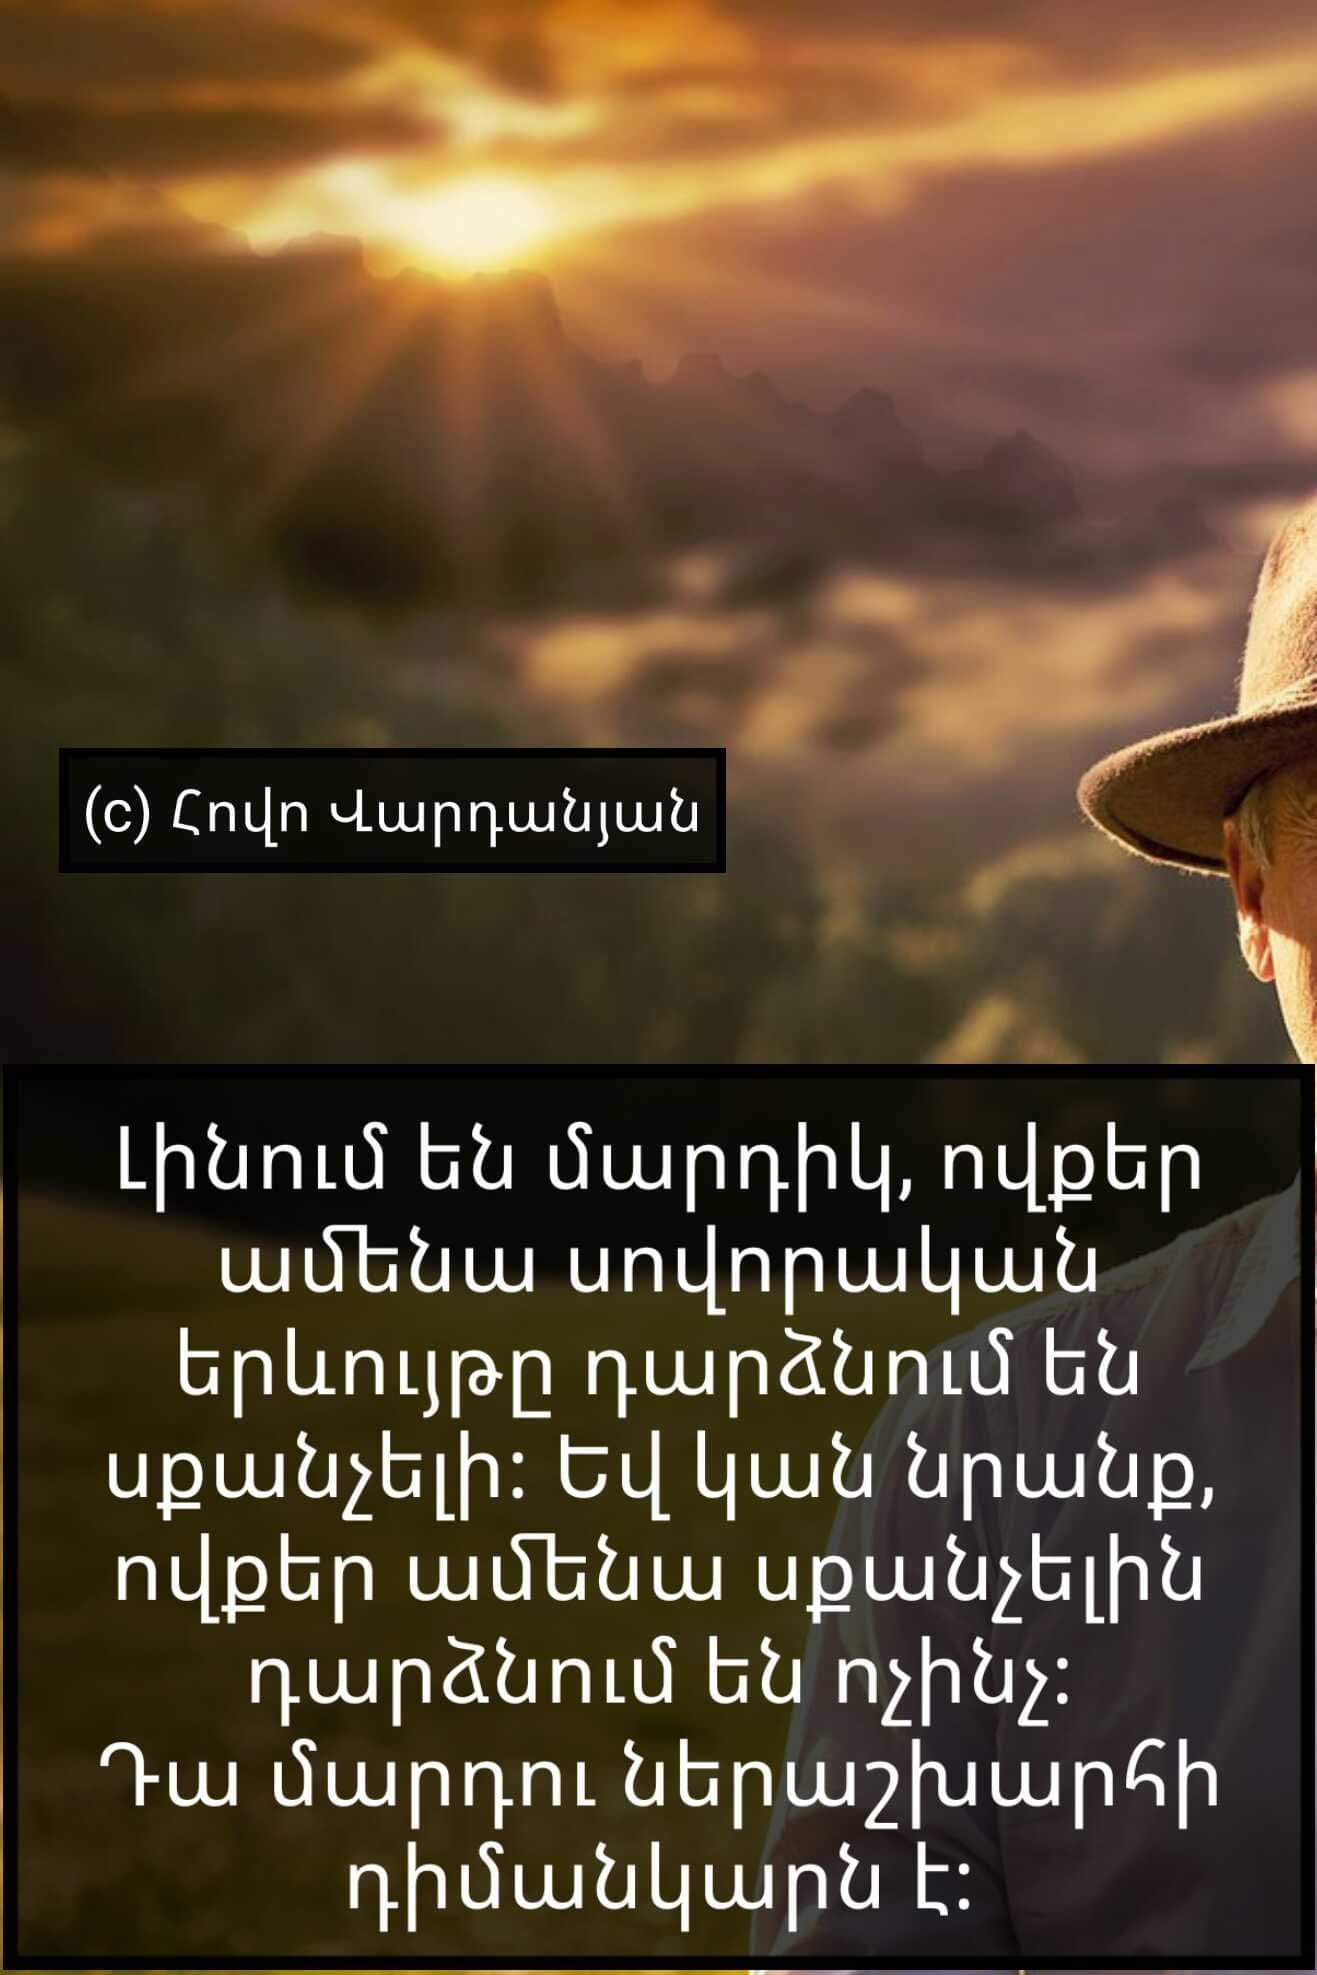 (c) Հովո Վարդանյան
Լինում են մարդիկ, ովքեր
ամենա սովորական
երևույթը դարձնում են
սքանչելի: Եվ կան նրանք,
ովքեր ամենա սքանչելին
դարձնում են ոչինչ:
Դա մարդու ներաշխարհի
դիմանկարն է: